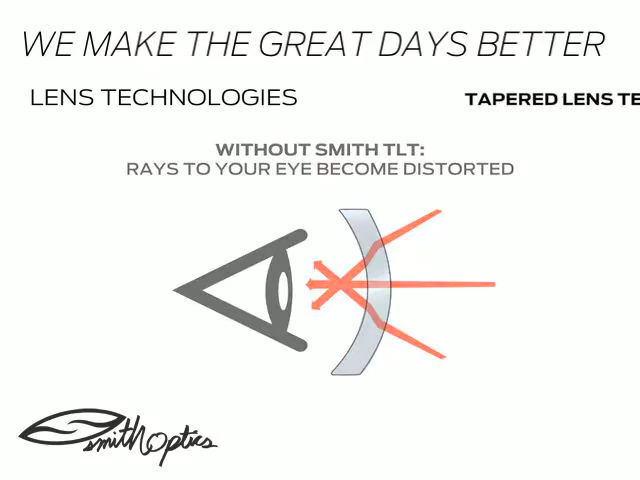 WE MAKE THE GREAT DAYS BETTER
LENS TECHNOLOGIES
TAPERED LENS TE
WITHOUT SMITH TLT:
RAYS TO YOUR EYE BECOME DISTORTED
smith optics